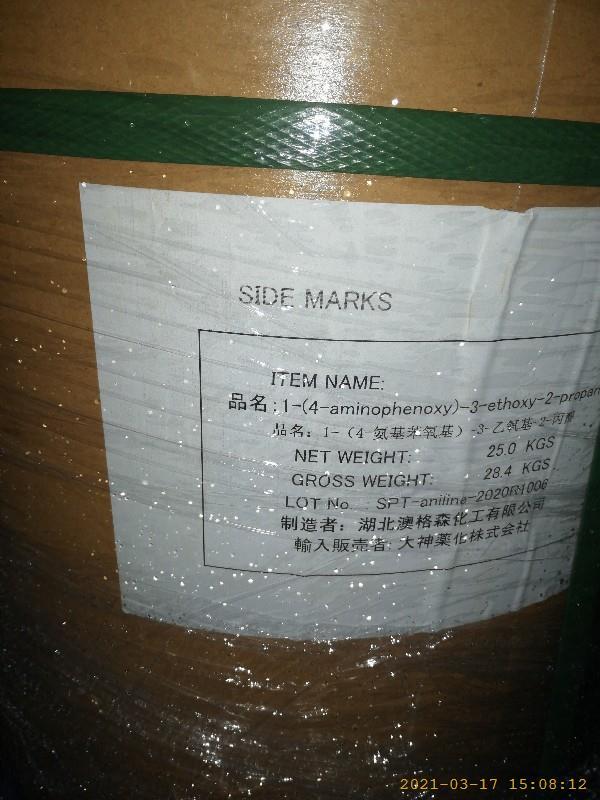 SIDE MARKS
ITEM NAME:
品名:1-(4-aminophenoxy)-3-ethoxy-2-propan
品名: 1-（4-氨基苯氧基）-3-乙氧基-2-丙醇
NET WEIGHT: 25.0 KGS
GROSS WEIGHT: 28.4 KGS
LOT No. : SPT-aniline-2020R1006
制造者: 湖北澳格森化工有限公司
輸入販売者: 大神薬化株式会社
2021-03-17 15:08:12